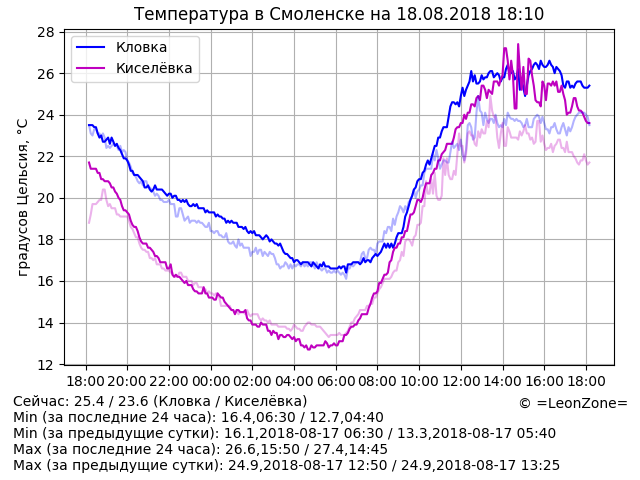 Температура в Смоленске на 18.08.2018 18:10
Кловка
Киселёвка
градусов Цельсия, °C
28
26
24
22
20
18
16
14
12
18:00 20:00 22:00 00:00 02:00 04:00 06:00 08:00 10:00 12:00 14:00 16:00 18:00
Сейчас: 25.4 / 23.6 (Кловка / Киселёвка)
© =LeonZone=
Min (за последние 24 часа): 16.4,06:30 / 12.7,04:40
Min (за предыдущие сутки): 16.1,2018-08-17 06:30 / 13.3,2018-08-17 05:40
Max (за последние 24 часа): 26.6,15:50 / 27.4,14:45
Max (за предыдущие сутки): 24.9,2018-08-17 12:50 / 24.9,2018-08-17 13:25